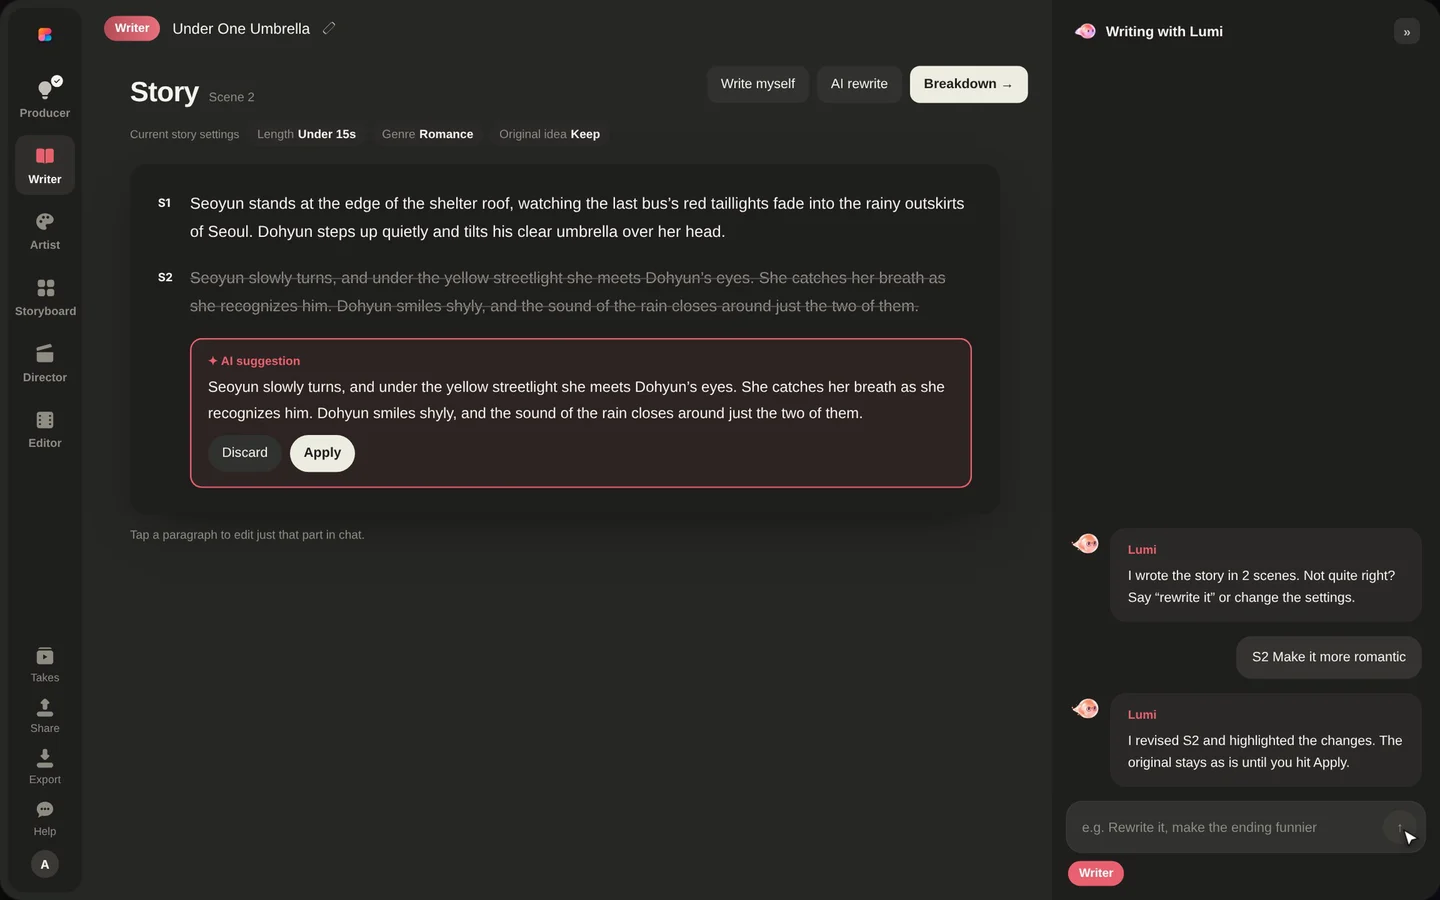 Writer
Under One Umbrella
Producer
Writer
Artist
Storyboard
Director
Editor
Takes
Share
Export
Help
A
Story
Scene 2
Write myself
AI rewrite
Breakdown →
Current story settings
Length Under 15s
Genre Romance
Original idea Keep
S1
Seoyun stands at the edge of the shelter roof, watching the last bus’s red taillights fade into the rainy outskirts
of Seoul. Dohyun steps up quietly and tilts his clear umbrella over her head.
S2
Seoyun slowly turns, and under the yellow streetlight she meets Dohyun’s eyes. She catches her breath as
she recognizes him. Dohyun smiles shyly, and the sound of the rain closes around just the two of them.
✦ AI suggestion
Seoyun slowly turns, and under the yellow streetlight she meets Dohyun’s eyes. She catches her breath as she
recognizes him. Dohyun smiles shyly, and the sound of the rain closes around just the two of them.
Discard
Apply
Tap a paragraph to edit just that part in chat.
Writing with Lumi
»
Lumi
I wrote the story in 2 scenes. Not quite right?
Say “rewrite it” or change the settings.
S2 Make it more romantic
Lumi
I revised S2 and highlighted the changes. The
original stays as is until you hit Apply.
e.g. Rewrite it, make the ending funnier
↑
Writer